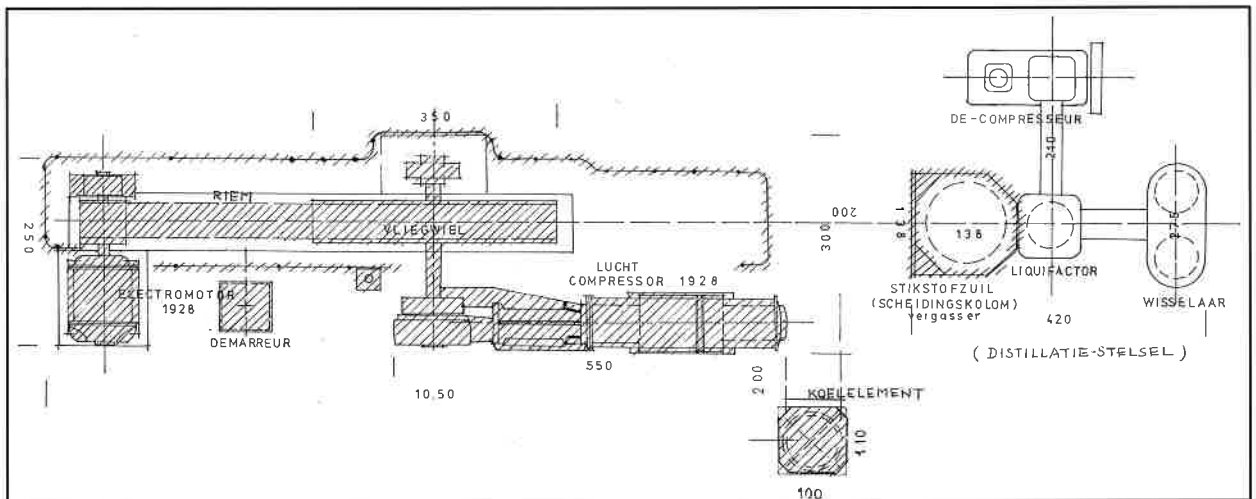 350
RIEM
VLIEGWIEL
250
ELECTROMOTOR
1928
DEMARREUR
LUCHT
COMPRESSOR 1928
10,50
550
200
KOELELEMENT
110
100
300
200
DE-COMPRESSEUR
240
138
138
LIQUIFACTOR
275
STIKSTOFZUIL
(SCHEIDINGSKOLOM)
vergasser
420
WISSELAAR
( DISTILLATIE-STELSEL )